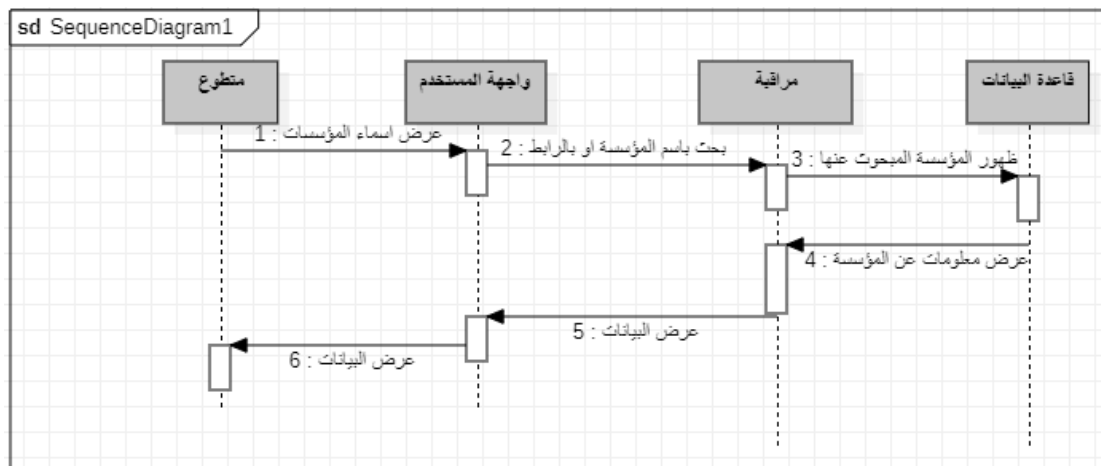 sd SequenceDiagram1
متطوع
واجهة المستخدم
مراقبة
قاعدة البيانات
1 : عرض اسماء المؤسسات
2 : بحث باسم المؤسسة او بالرابط
3 : ظهور المؤسسة المبحوث عنها
4 : عرض معلومات عن المؤسسة
5 : عرض البيانات
6 : عرض البيانات